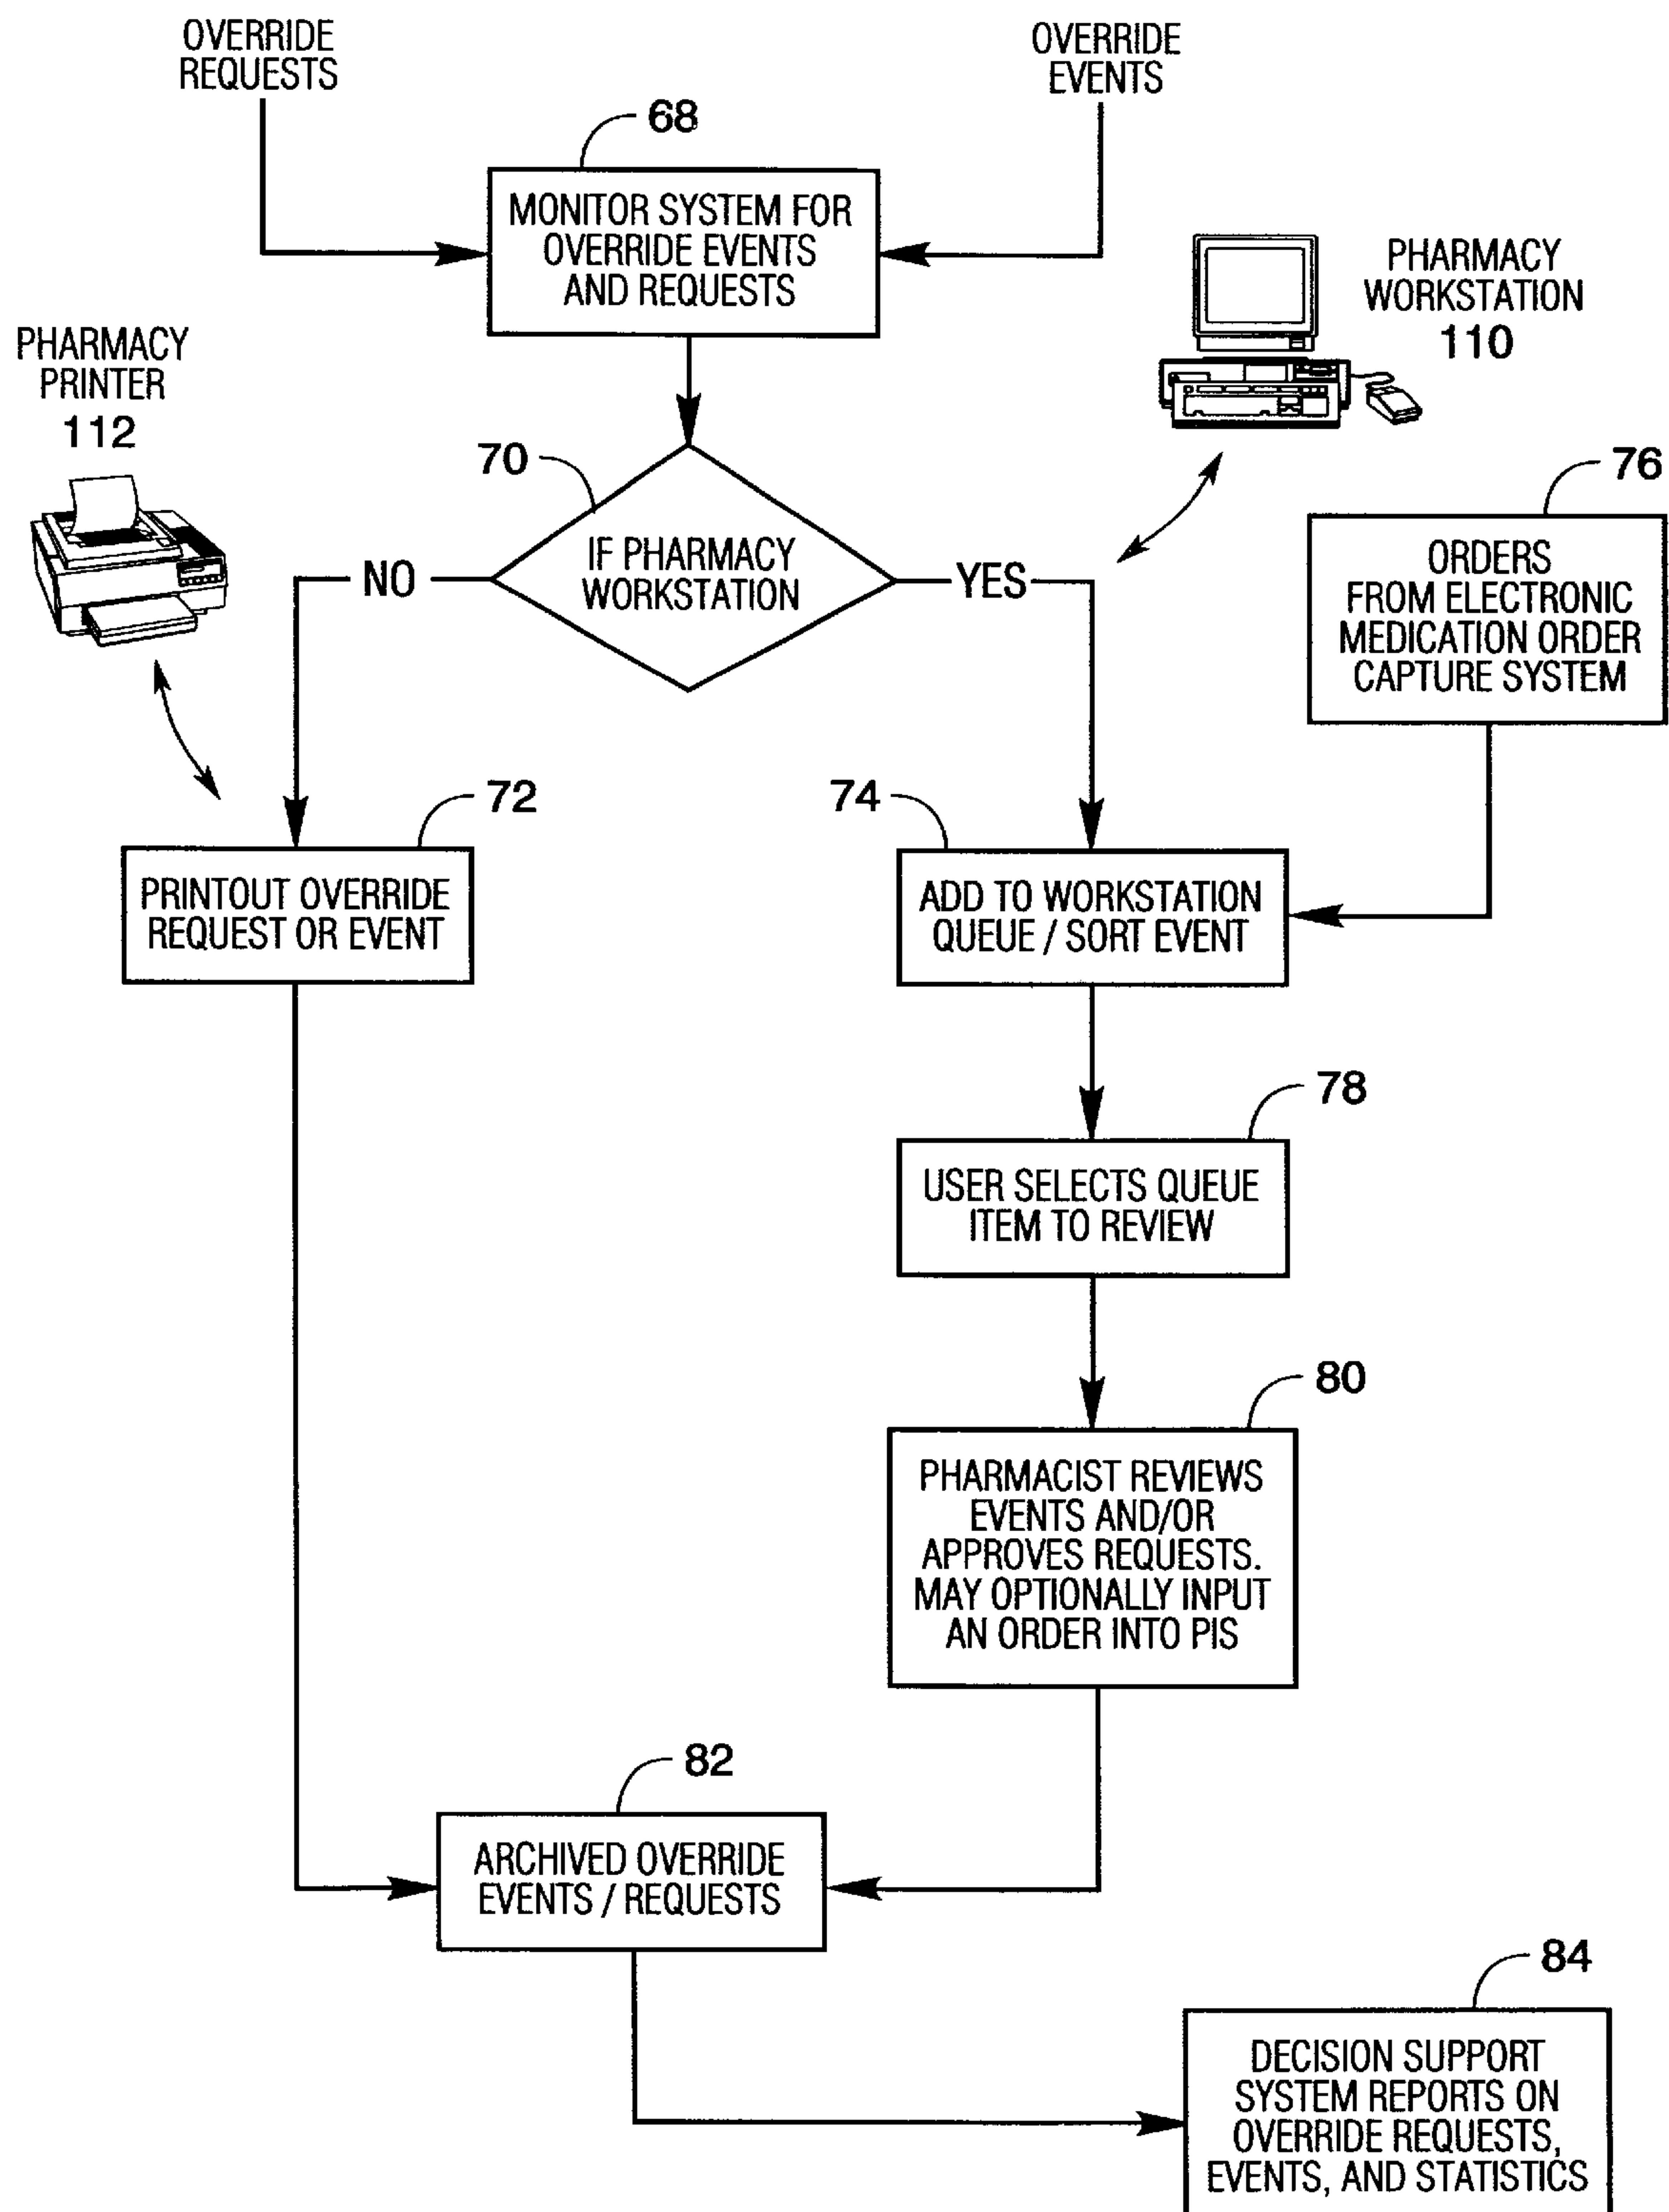 OVERRIDE
REQUESTS
OVERRIDE
EVENTS
68
MONITOR SYSTEM FOR
OVERRIDE EVENTS
AND REQUESTS
PHARMACY
WORKSTATION
110
PHARMACY
PRINTER
112
70
IF PHARMACY
WORKSTATION
NO
YES
76
ORDERS
FROM ELECTRONIC
MEDICATION ORDER
CAPTURE SYSTEM
72
PRINTOUT OVERRIDE
REQUEST OR EVENT
74
ADD TO WORKSTATION
QUEUE / SORT EVENT
78
USER SELECTS QUEUE
ITEM TO REVIEW
80
PHARMACIST REVIEWS
EVENTS AND/OR
APPROVES REQUESTS.
MAY OPTIONALLY INPUT
AN ORDER INTO PIS
82
ARCHIVED OVERRIDE
EVENTS / REQUESTS
84
DECISION SUPPORT
SYSTEM REPORTS ON
OVERRIDE REQUESTS,
EVENTS, AND STATISTICS